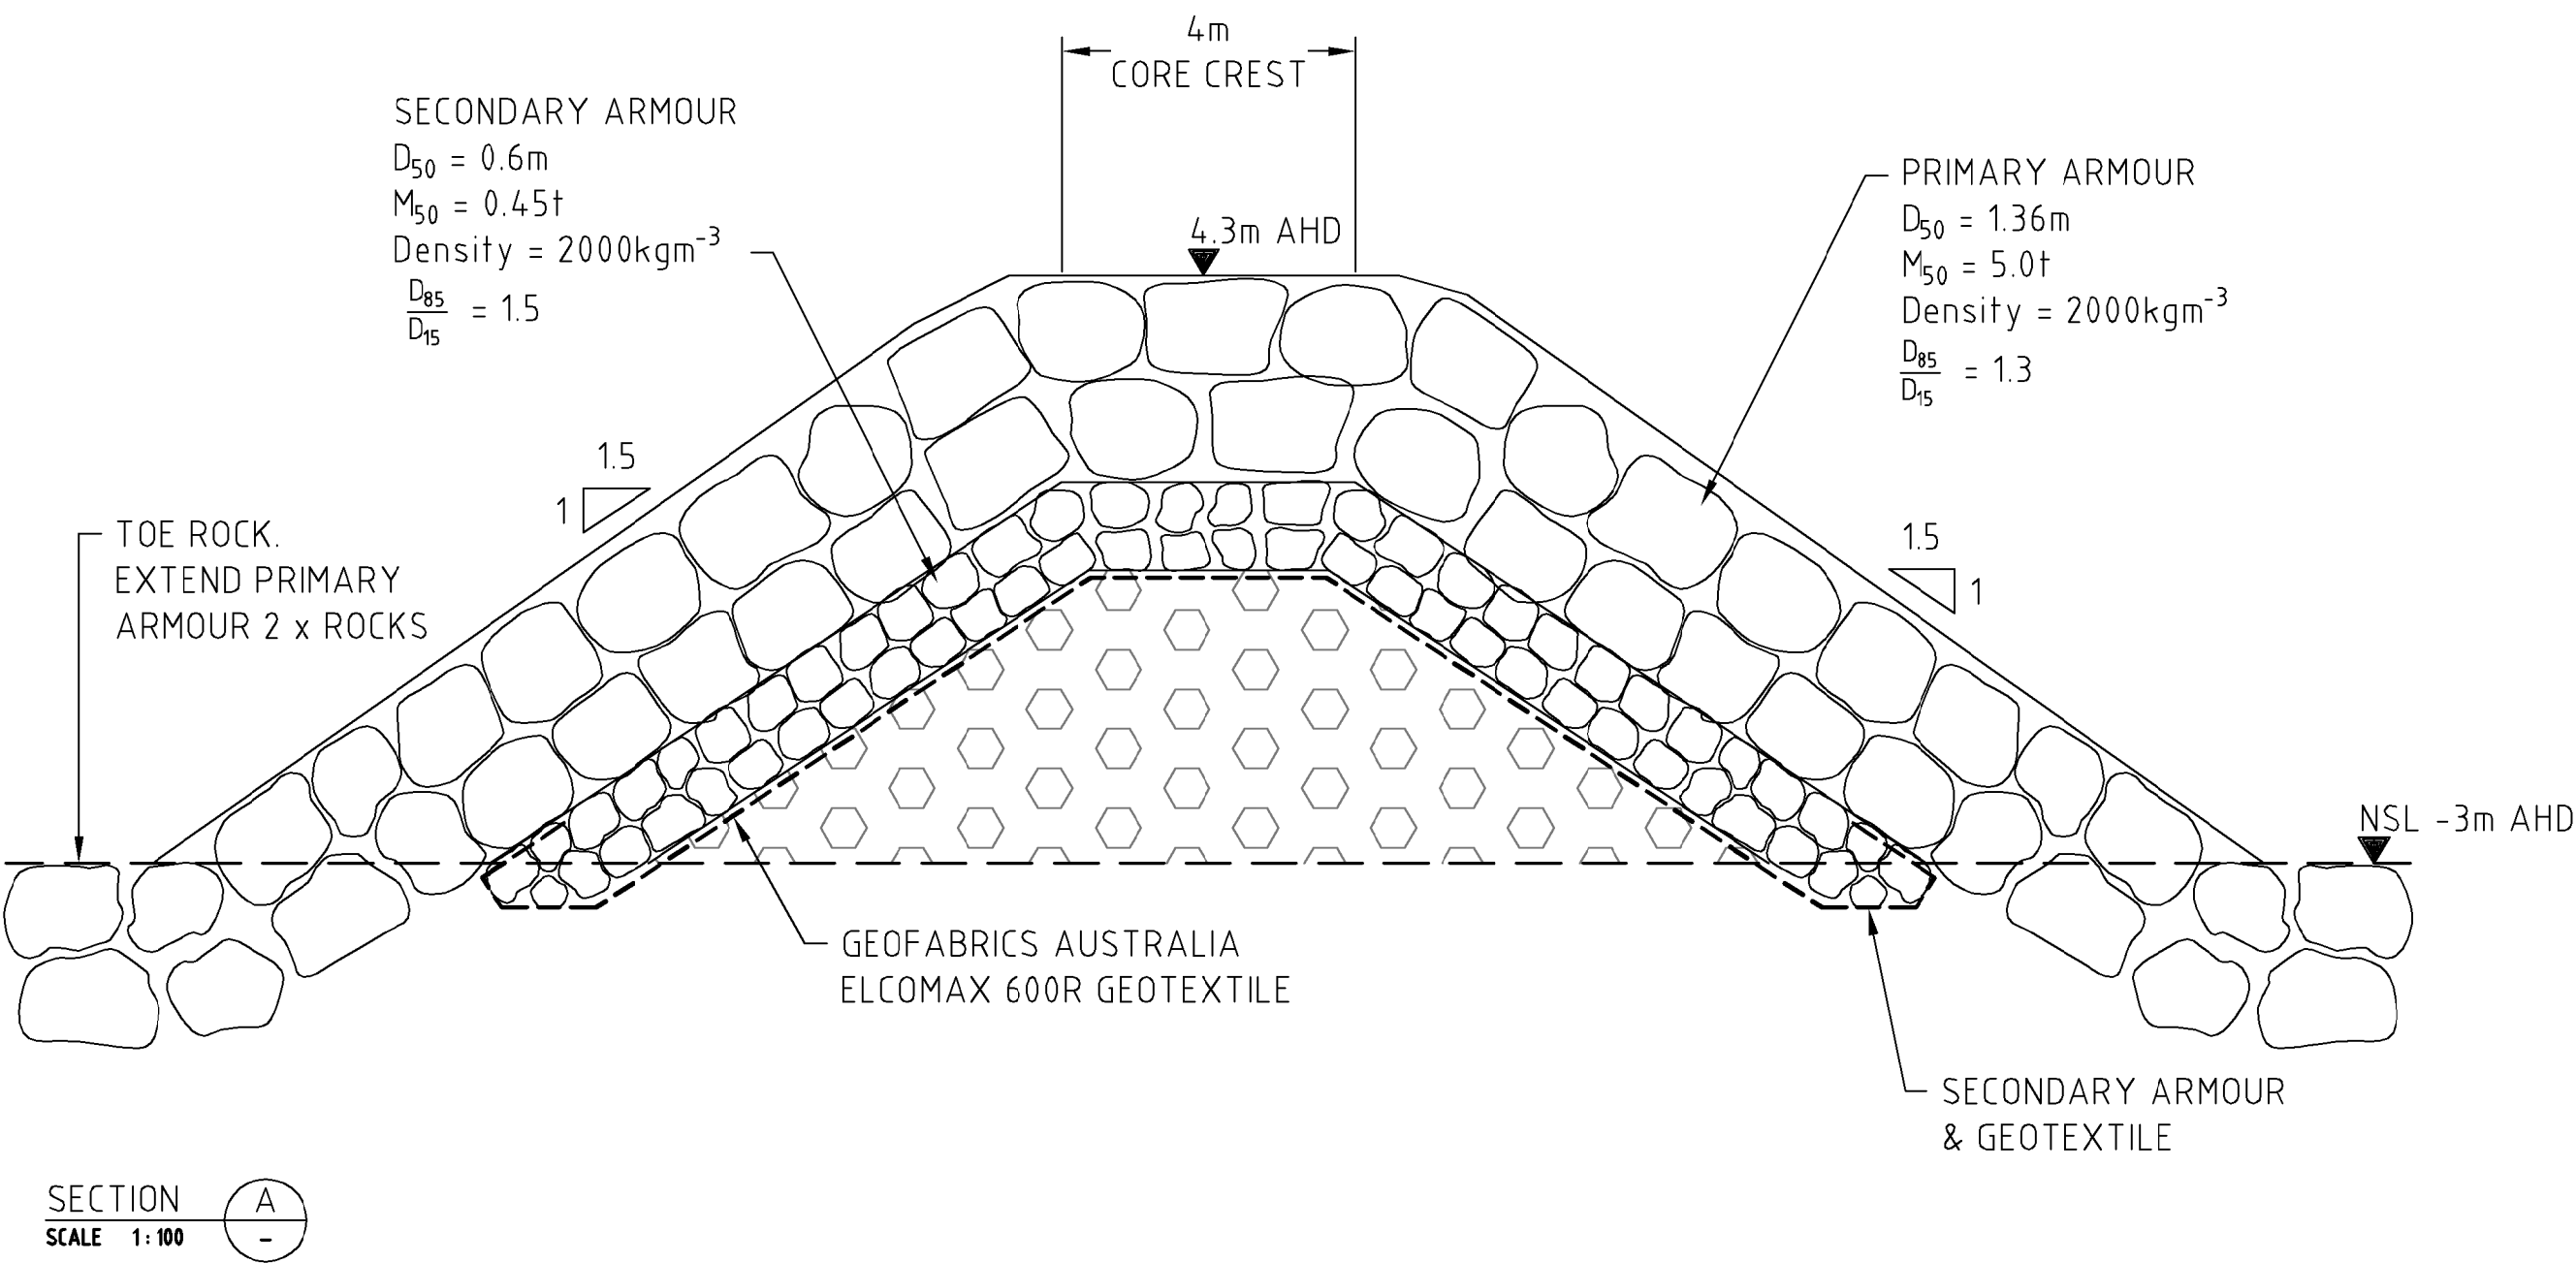 4m
CORE CREST
SECONDARY ARMOUR
D50 = 0.6m
M50 = 0.45t
Density = 2000kgm-3
D85
D15
= 1.5
4.3m AHD
PRIMARY ARMOUR
D50 = 1.36m
M50 = 5.0t
Density = 2000kgm-3
D85
D15
= 1.3
1.5
1
TOE ROCK.
EXTEND PRIMARY
ARMOUR 2 x ROCKS
1.5
1
NSL -3m AHD
GEOFABRICS AUSTRALIA
ELCOMAX 600R GEOTEXTILE
SECONDARY ARMOUR
& GEOTEXTILE
SECTION A
SCALE 1:100 -